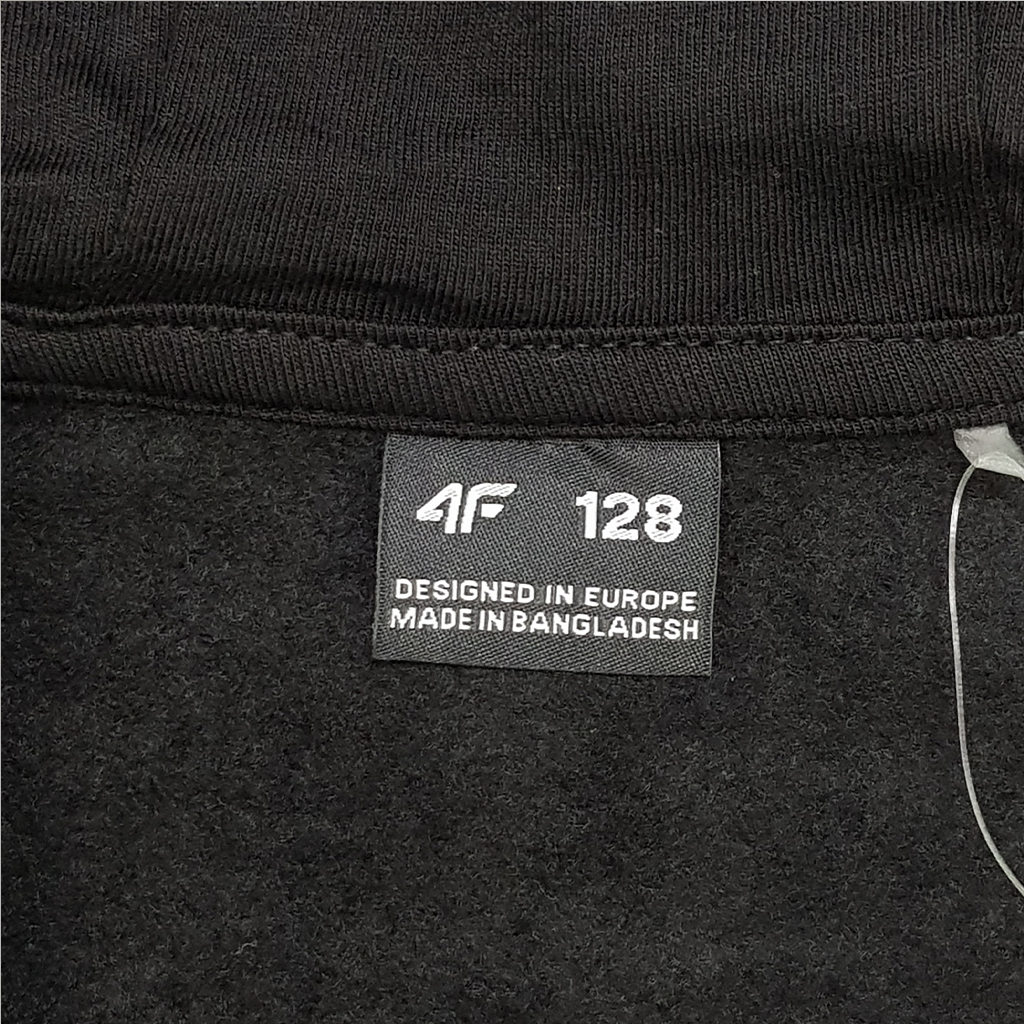 4F 128
DESIGNED IN EUROPE
MADE IN BANGLADESH